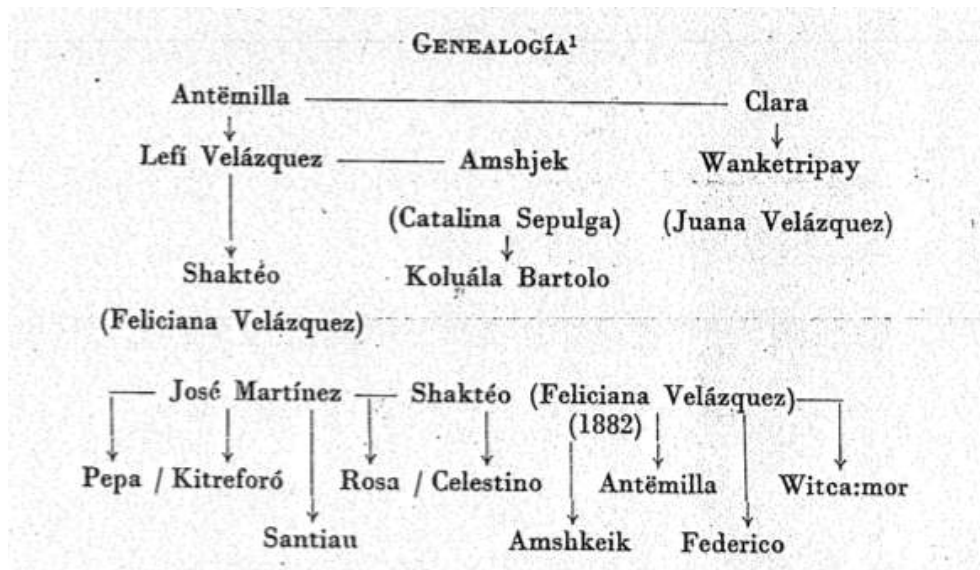 GENEALOGÍA¹
Antëmilla Clara
Lefí Velázquez Amshjek Wanketripay
(Catalina Sepulga) (Juana Velázquez)
Shaktéo Koluála Bartolo
(Feliciana Velázquez)
José Martínez Shaktéo (Feliciana Velázquez)
(1882)
Pepa / Kitreforó Rosa / Celestino Antëmilla Witca:mor
Santiau Amshkeik Federico